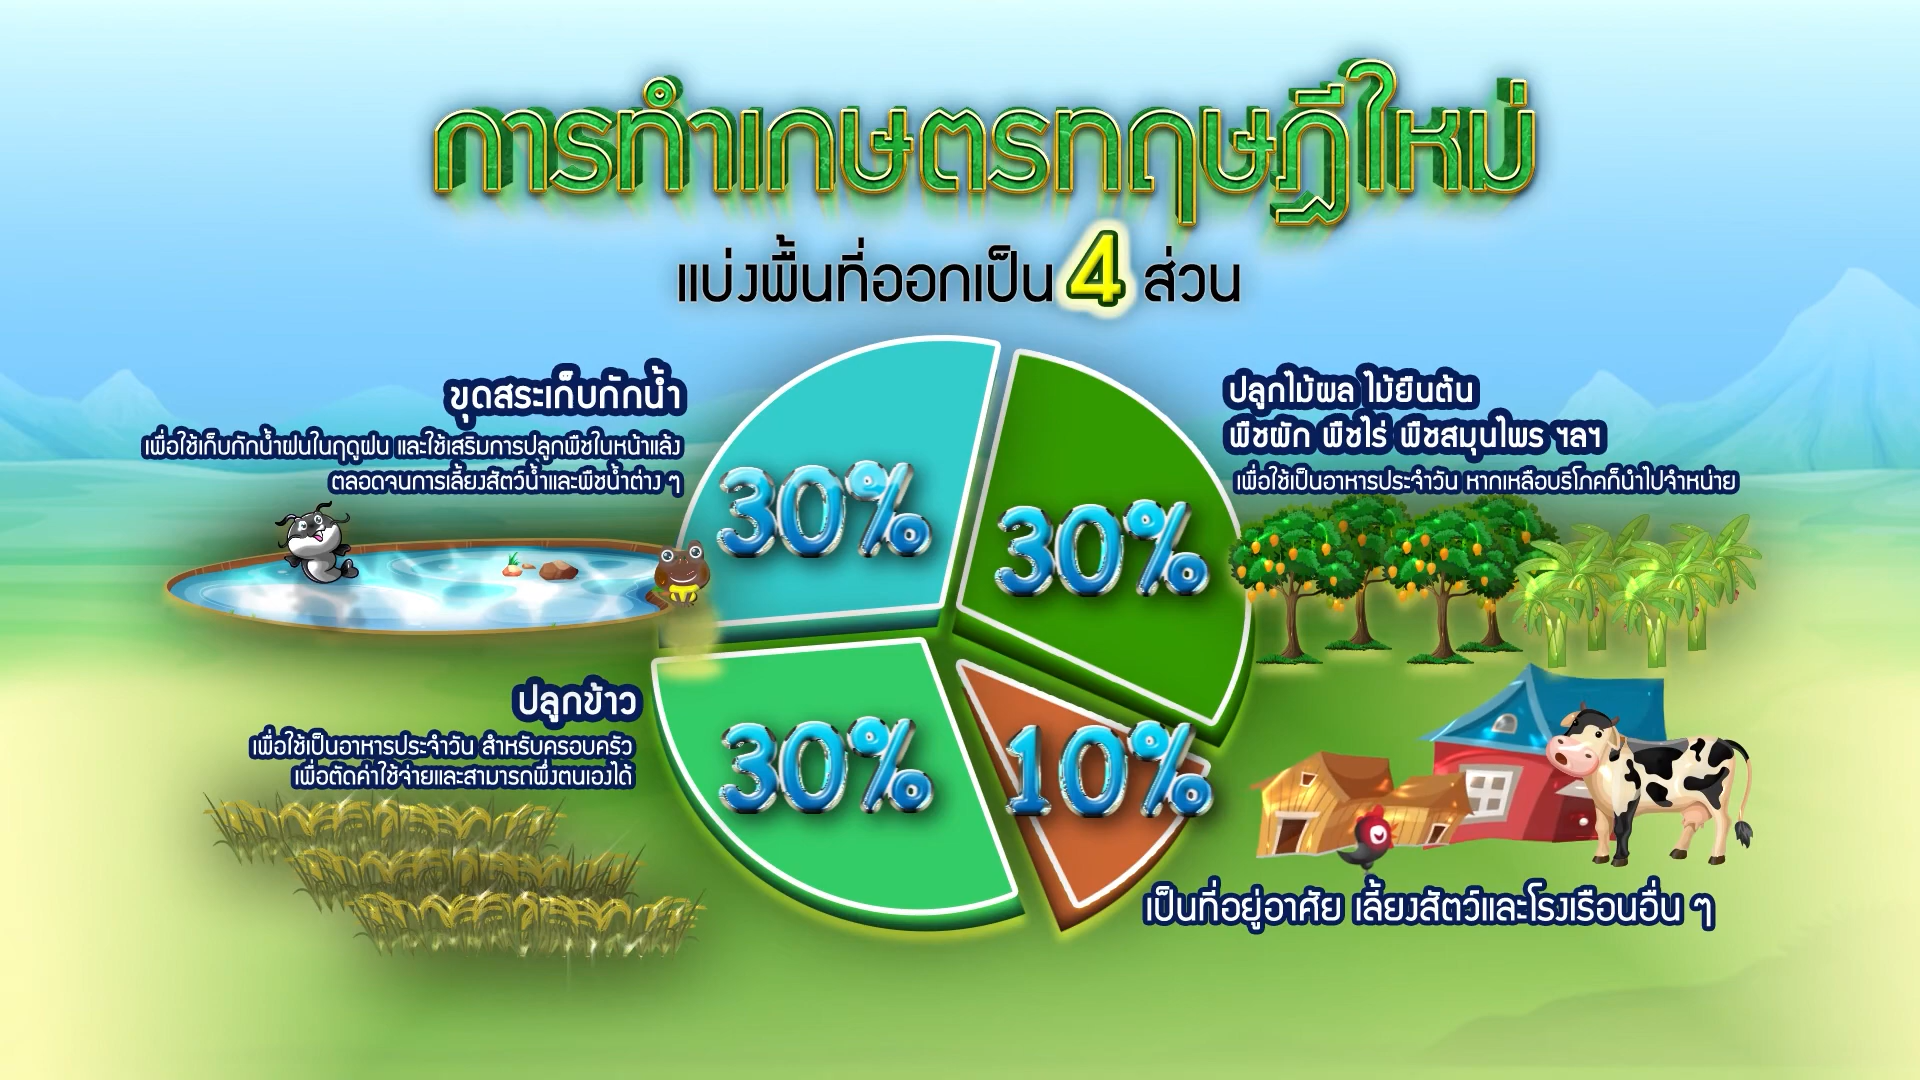 การทำเกษตรทฤษฎีใหม่
แบ่งพื้นที่ออกเป็น 4 ส่วน
ขุดสระเก็บกักน้ำ
เพื่อใช้เก็บกักน้ำฝนในฤดูฝน และใช้เสริมการปลูกพืชในหน้าแล้ง
ตลอดจนการเลี้ยงสัตว์น้ำและพืชน้ำต่าง ๆ
30%
ปลูกไม้ผล ไม้ยืนต้น
พืชผัก พืชไร่ พืชสมุนไพร ฯลฯ
เพื่อใช้เป็นอาหารประจำวัน หากเหลือบริโภคก็นำไปจำหน่าย
30%
ปลูกข้าว
เพื่อใช้เป็นอาหารประจำวัน สำหรับครอบครัว
เพื่อตัดค่าใช้จ่ายและสามารถพึ่งตนเองได้
30%
10%
เป็นที่อยู่อาศัย เลี้ยงสัตว์และโรงเรือนอื่น ๆ